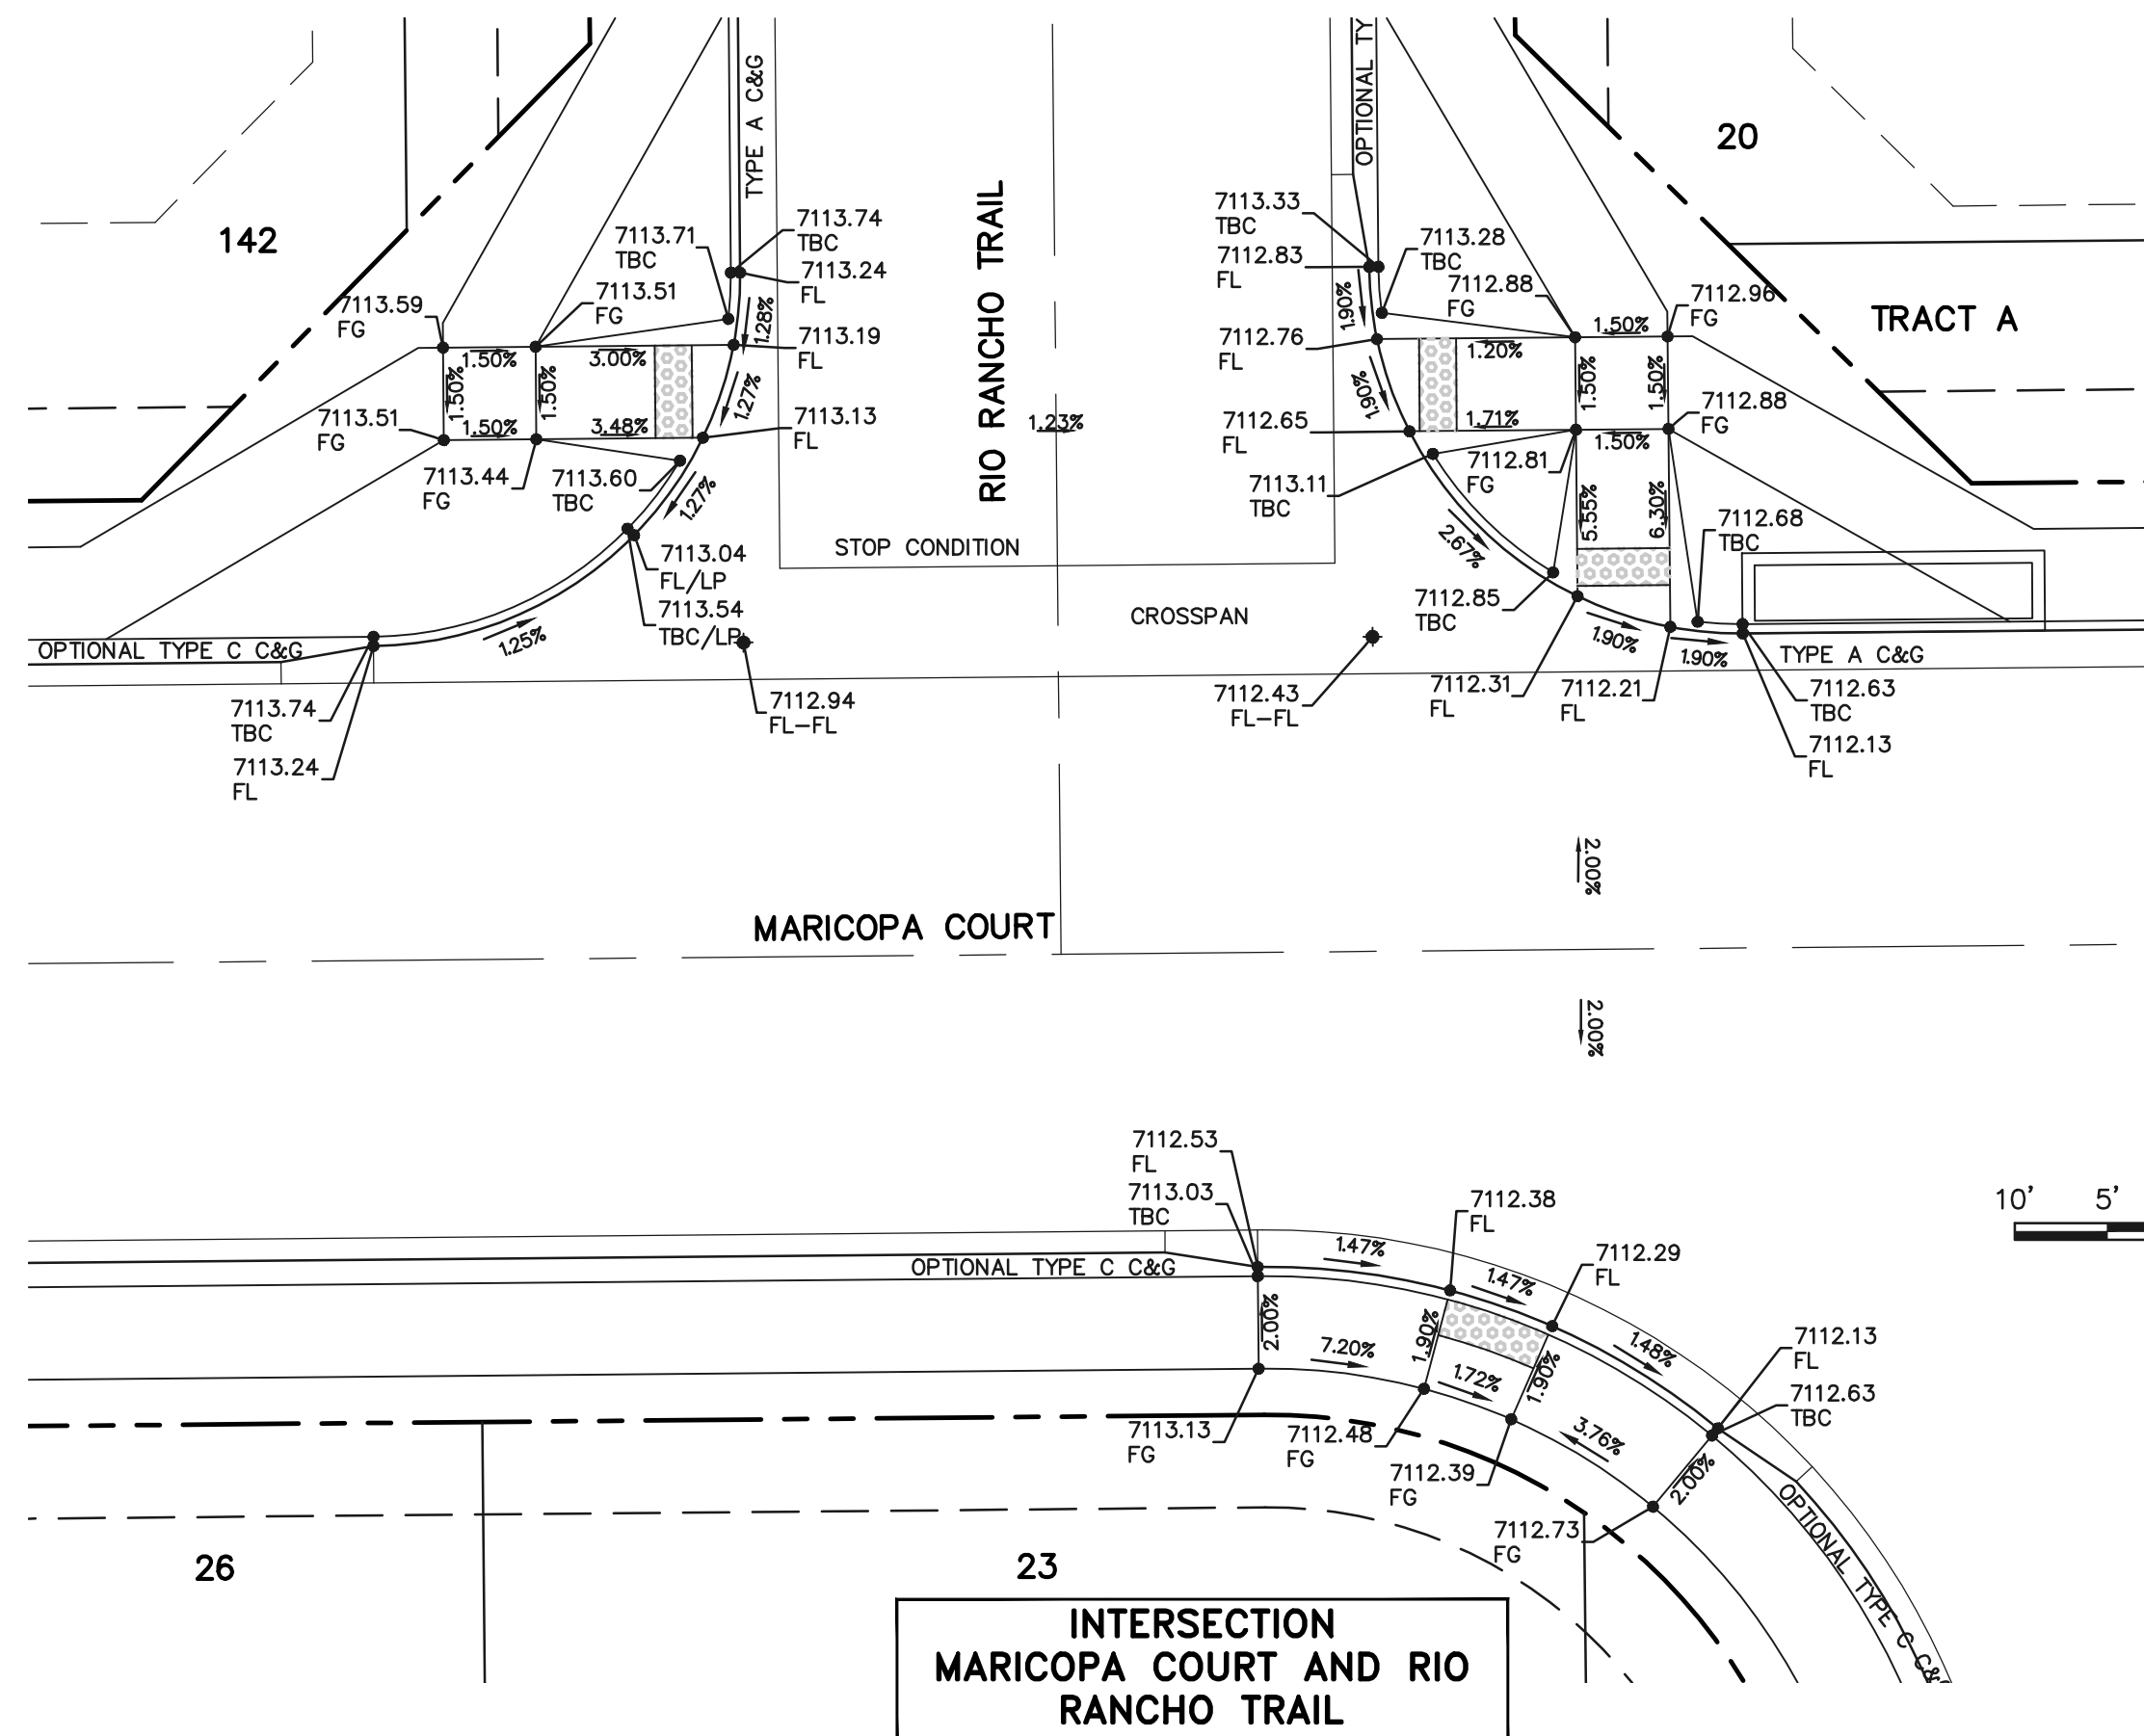 142
20
TRACT A
TYPE A C&G
OPTIONAL TY
RIO RANCHO TRAIL
7113.74
TBC
7113.71
TBC
7113.24
FL
7113.59
FG
7113.51
FG
1.28%
7113.19
FL
1.50%
3.00%
1.50%
1.50%
1.27%
7113.51
FG
1.50%
3.48%
7113.13
FL
7113.44
FG
7113.60
TBC
1.27%
7113.04
FL/LP
7113.54
TBC/LP
1.25%
OPTIONAL TYPE C C&G
7113.74
TBC
7113.24
FL
7112.94
FL-FL
1.23%
STOP CONDITION
CROSSPAN
7113.33
TBC
7112.83
FL
7113.28
TBC
7112.88
FG
7112.96
FG
1.90%
1.50%
7112.76
FL
1.20%
1.90%
1.50%
1.50%
7112.65
FL
1.71%
1.50%
7112.88
FG
7112.81
FG
7113.11
TBC
5.55%
6.30%
7112.68
TBC
2.67%
7112.85
TBC
1.90%
1.90%
TYPE A C&G
7112.43
FL-FL
7112.31
FL
7112.21
FL
7112.63
TBC
7112.13
FL
2.00%
MARICOPA COURT
2.00%
7112.53
FL
7113.03
TBC
7112.38
FL
10' 5'
1.47%
7112.29
FL
OPTIONAL TYPE C C&G
1.47%
2.00%
7.20%
1.90%
1.72%
1.90%
1.48%
7112.13
FL
7112.63
TBC
7113.13
FG
7112.48
FG
7112.39
FG
3.76%
2.00%
7112.73
FG
OPTIONAL TYPE C C&G
26
23
INTERSECTION
MARICOPA COURT AND RIO
RANCHO TRAIL